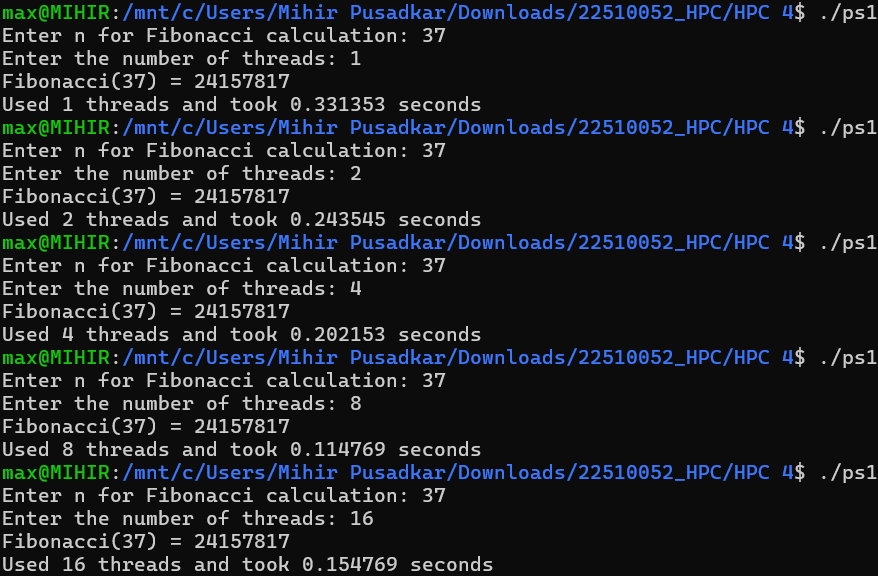 max@MIHIR:/mnt/c/Users/Mihir Pusadkar/Downloads/22510052_HPC/HPC 4$ ./ps1
Enter n for Fibonacci calculation: 37
Enter the number of threads: 1
Fibonacci(37) = 24157817
Used 1 threads and took 0.331353 seconds
max@MIHIR:/mnt/c/Users/Mihir Pusadkar/Downloads/22510052_HPC/HPC 4$ ./ps1
Enter n for Fibonacci calculation: 37
Enter the number of threads: 2
Fibonacci(37) = 24157817
Used 2 threads and took 0.243545 seconds
max@MIHIR:/mnt/c/Users/Mihir Pusadkar/Downloads/22510052_HPC/HPC 4$ ./ps1
Enter n for Fibonacci calculation: 37
Enter the number of threads: 4
Fibonacci(37) = 24157817
Used 4 threads and took 0.202153 seconds
max@MIHIR:/mnt/c/Users/Mihir Pusadkar/Downloads/22510052_HPC/HPC 4$ ./ps1
Enter n for Fibonacci calculation: 37
Enter the number of threads: 8
Fibonacci(37) = 24157817
Used 8 threads and took 0.114769 seconds
max@MIHIR:/mnt/c/Users/Mihir Pusadkar/Downloads/22510052_HPC/HPC 4$ ./ps1
Enter n for Fibonacci calculation: 37
Enter the number of threads: 16
Fibonacci(37) = 24157817
Used 16 threads and took 0.154769 seconds